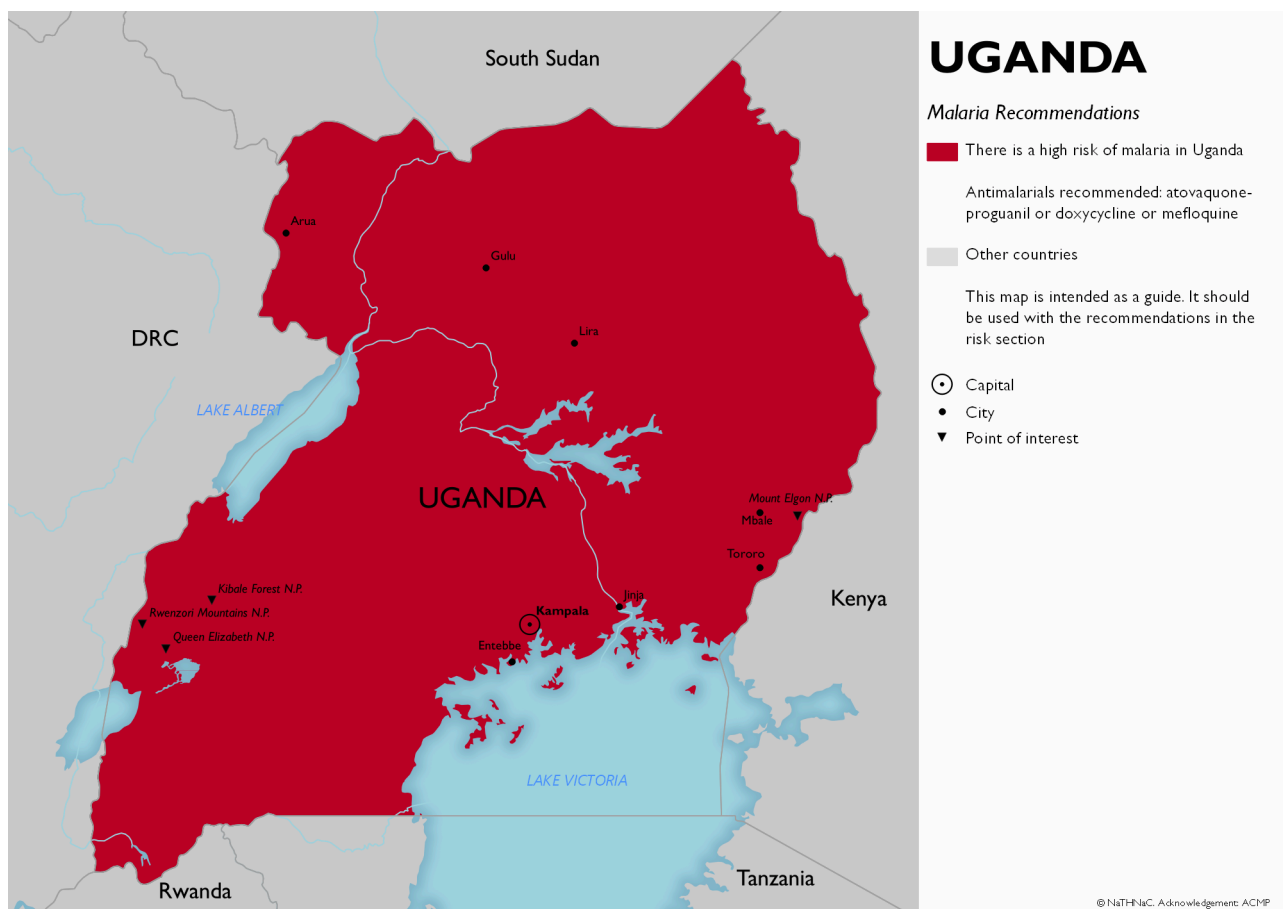 South Sudan
Arua
Gulu
DRC
Lira
LAKE ALBERT
UGANDA
Mount Elgon N.P.
Mbale
Tororo
Kibale Forest N.P.
Jinja
Kenya
Rwenzori Mountains N.P.
Kampala
Queen Elizabeth N.P.
Entebbe
LAKE VICTORIA
Rwanda
Tanzania
UGANDA
Malaria Recommendations
There is a high risk of malaria in Uganda
Antimalarials recommended: atovaquone-
proguanil or doxycycline or mefloquine
Other countries
This map is intended as a guide. It should
be used with the recommendations in the
risk section
Capital
City
Point of interest
© NaTHNaC. Acknowledgement: ACMP